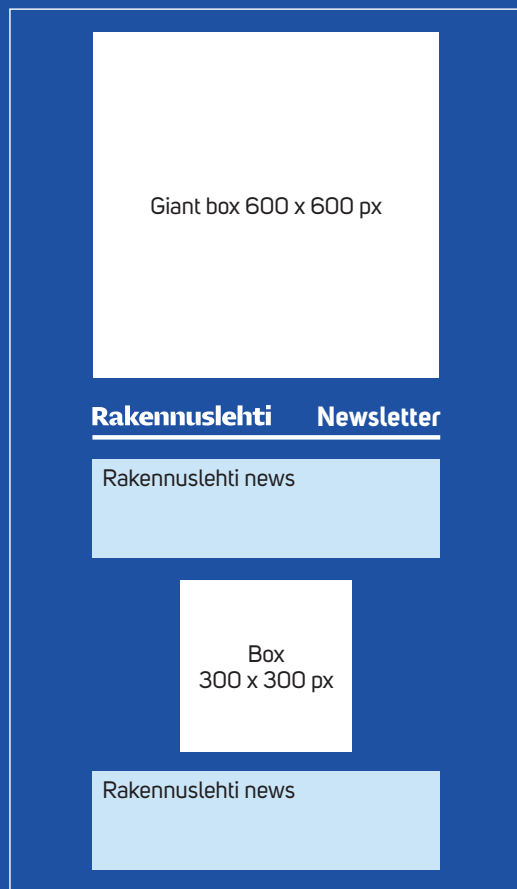 Giant box 600 x 600 px
Rakennuslehti Newsletter
Rakennuslehti news
Box
300 x 300 px
Rakennuslehti news